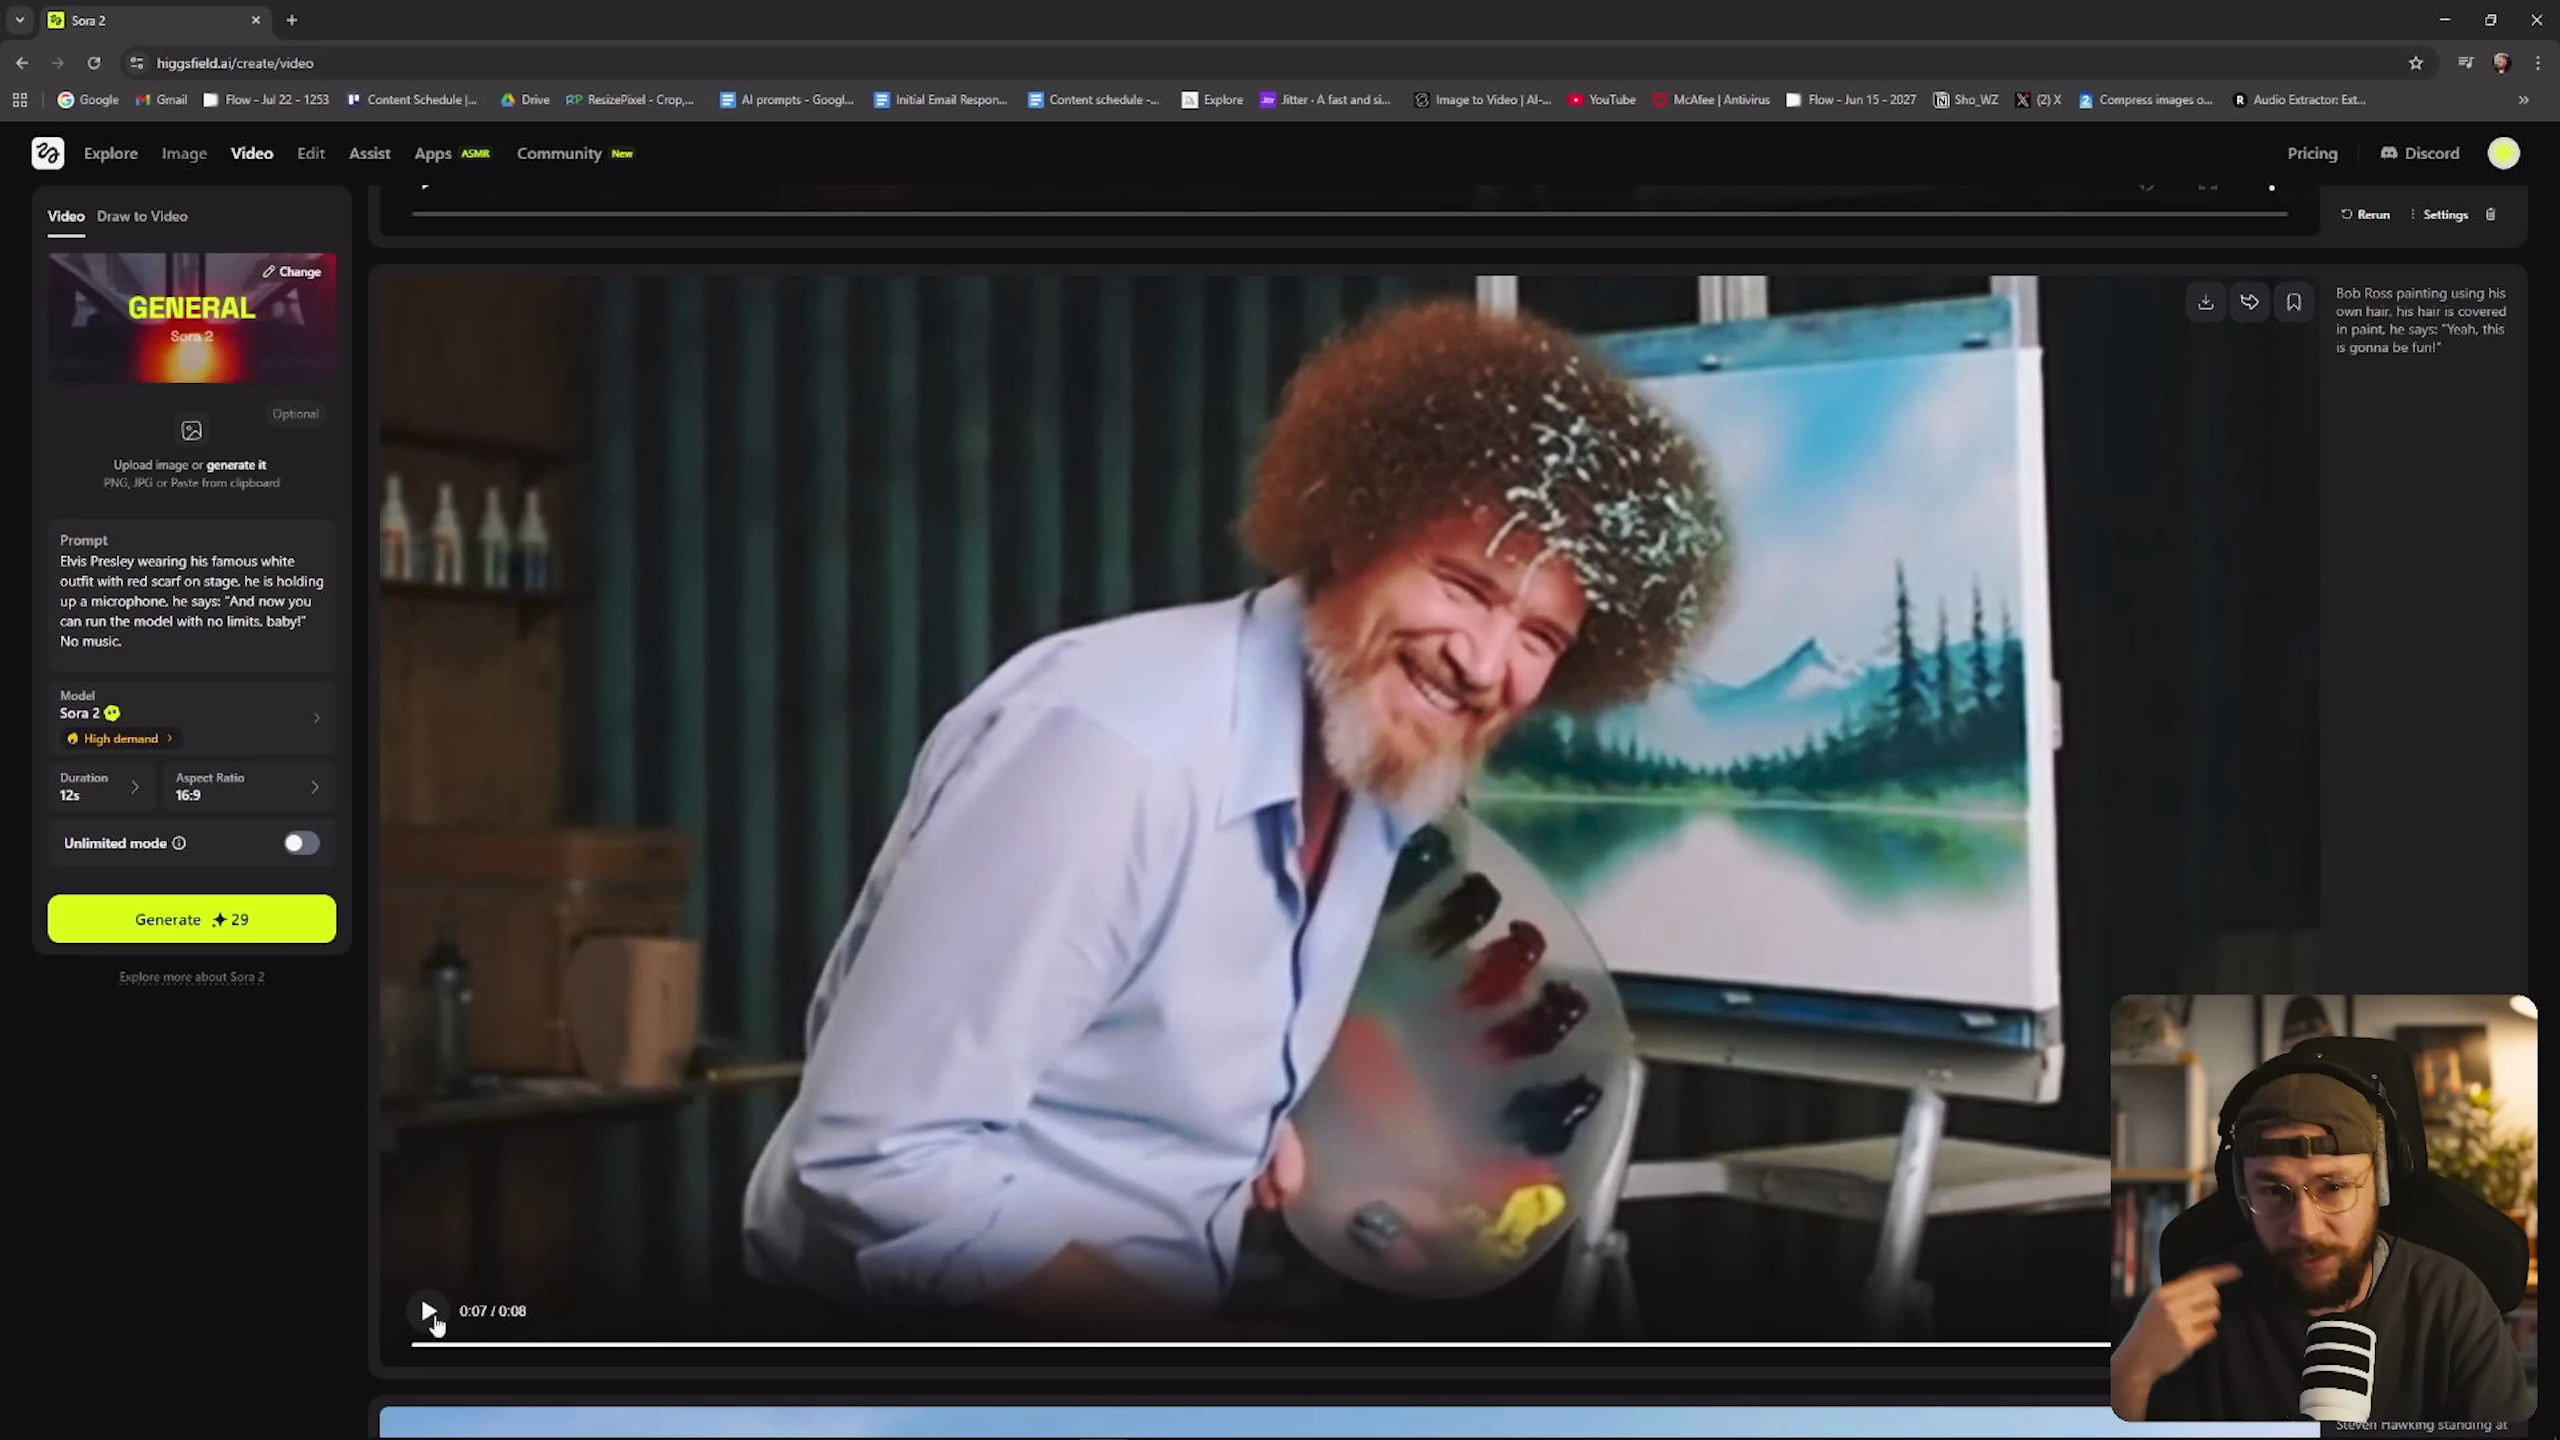 Sora 2
higgsfield.ai/create/video
Google
Gmail
Flow - Jul 22 - 1253
Content Schedule |...
Drive
ResizePixel - Crop,...
AI prompts - Googl...
Initial Email Respon...
Content schedule -...
Explore
Jitter · A fast and si...
Image to Video | AI-...
YouTube
McAfee | Antivirus
Flow - Jun 15 - 2027
Sho_WZ
(2) X
Compress images o...
Audio Extractor: Ext...
Explore
Image
Video
Edit
Assist
Apps ASMR
Community New
Pricing
Discord
Video
Draw to Video
Change
GENERAL
Sora 2
Optional
Upload image or generate it
PNG, JPG or Paste from clipboard
Prompt
Elvis Presley wearing his famous white
outfit with red scarf on stage, he is holding
up a microphone, he says: "And now you
can run the model with no limits, baby!"
No music.
Model
Sora 2
High demand
Duration
12s
Aspect Ratio
16:9
Unlimited mode
Generate 29
Explore more about Sora 2
Rerun
Settings
Bob Ross painting using his
own hair, his hair is covered
in paint, he says: "Yeah, this
is gonna be fun!"
0:07 / 0:08
Steven Hawking standing at